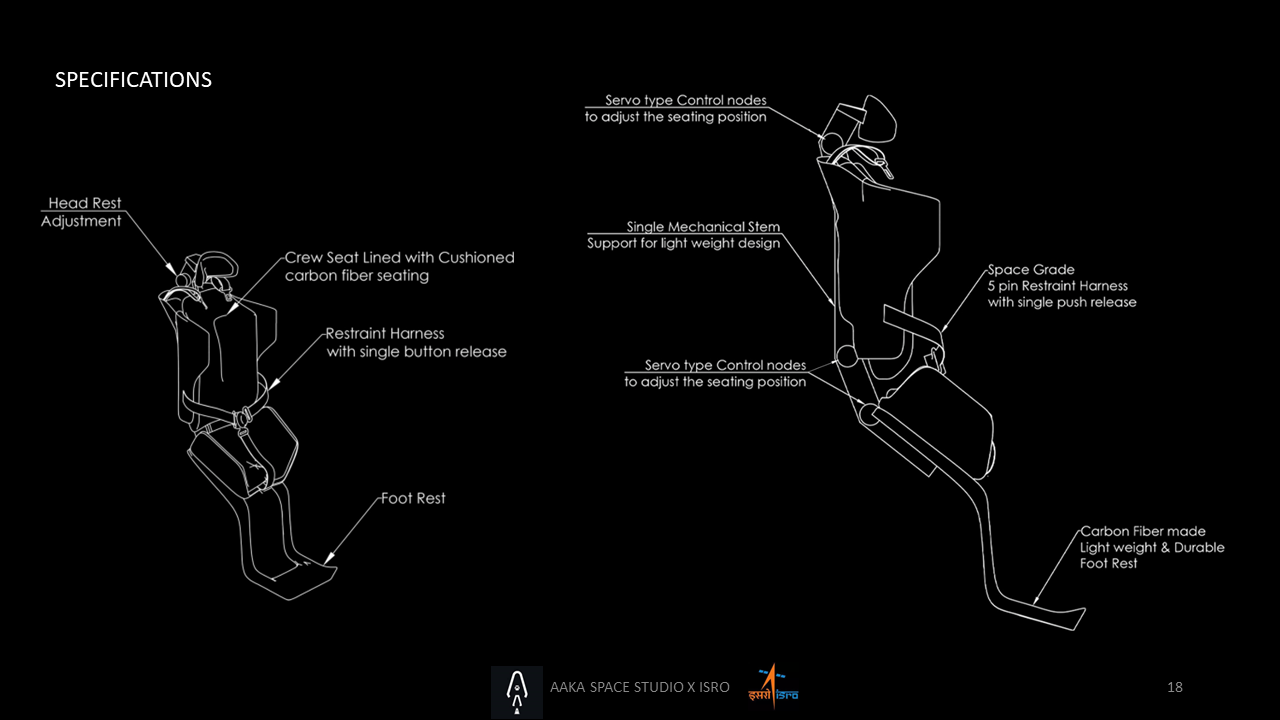 SPECIFICATIONS
Head Rest
Adjustment
Crew Seat Lined with Cushioned
carbon fiber seating
Restraint Harness
with single button release
Foot Rest
Servo type Control nodes
to adjust the seating position
Single Mechanical Stem
Support for light weight design
Space Grade
5 pin Restraint Harness
with single push release
Servo type Control nodes
to adjust the seating position
Carbon Fiber made
Light weight & Durable
Foot Rest
AAKA SPACE STUDIO X ISRO
इसरो isro
18